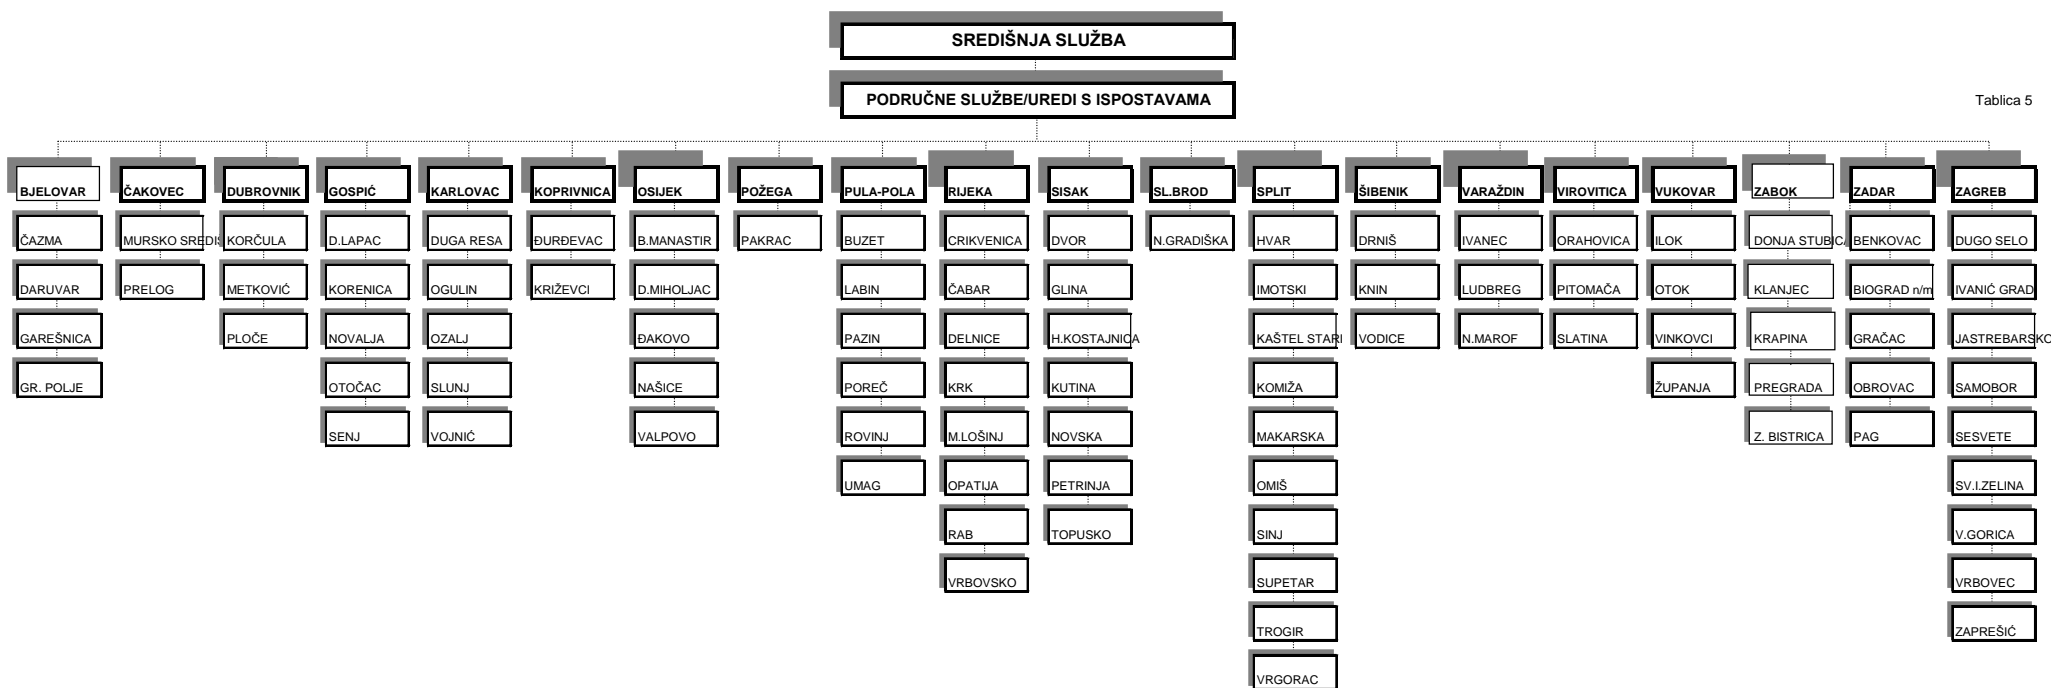 SREDIŠNJA SLUŽBA
PODRUČNE SLUŽBE/UREDI S ISPOSTAVAMA
Tablica 5
BJELOVAR
ČAZMA
DARUVAR
GAREŠNICA
GR. POLJE
ČAKOVEC
MURSKO SREDIŠ
PRELOG
DUBROVNIK
KORČULA
METKOVIĆ
PLOČE
GOSPIĆ
D.LAPAC
KORENICA
NOVALJA
OTOČAC
SENJ
KARLOVAC
DUGA RESA
OGULIN
OZALJ
SLUNJ
VOJNIĆ
KOPRIVNICA
ĐURĐEVAC
KRIŽEVCI
OSIJEK
B.MANASTIR
D.MIHOLJAC
ĐAKOVO
NAŠICE
VALPOVO
POŽEGA
PAKRAC
PULA-POLA
BUZET
LABIN
PAZIN
POREČ
ROVINJ
UMAG
RIJEKA
CRIKVENICA
ČABAR
DELNICE
KRK
M.LOŠINJ
OPATIJA
RAB
VRBOVSKO
SISAK
DVOR
GLINA
H.KOSTAJNICA
KUTINA
NOVSKA
PETRINJA
TOPUSKO
SL.BROD
N.GRADIŠKA
SPLIT
HVAR
IMOTSKI
KAŠTEL STARI
KOMIŽA
MAKARSKA
OMIŠ
SINJ
SUPETAR
TROGIR
VRGORAC
ŠIBENIK
DRNIŠ
KNIN
VODICE
VARAŽDIN
IVANEC
LUDBREG
N.MAROF
VIROVITICA
ORAHOVICA
PITOMAČA
SLATINA
VUKOVAR
ILOK
OTOK
VINKOVCI
ŽUPANJA
ZABOK
DONJA STUBICA
KLANJEC
KRAPINA
PREGRADA
Z. BISTRICA
ZADAR
BENKOVAC
BIOGRAD n/m
GRAČAC
OBROVAC
PAG
ZAGREB
DUGO SELO
IVANIĆ GRAD
JASTREBARSKO
SAMOBOR
SESVETE
SV.I.ZELINA
V.GORICA
VRBOVEC
ZAPREŠIĆ